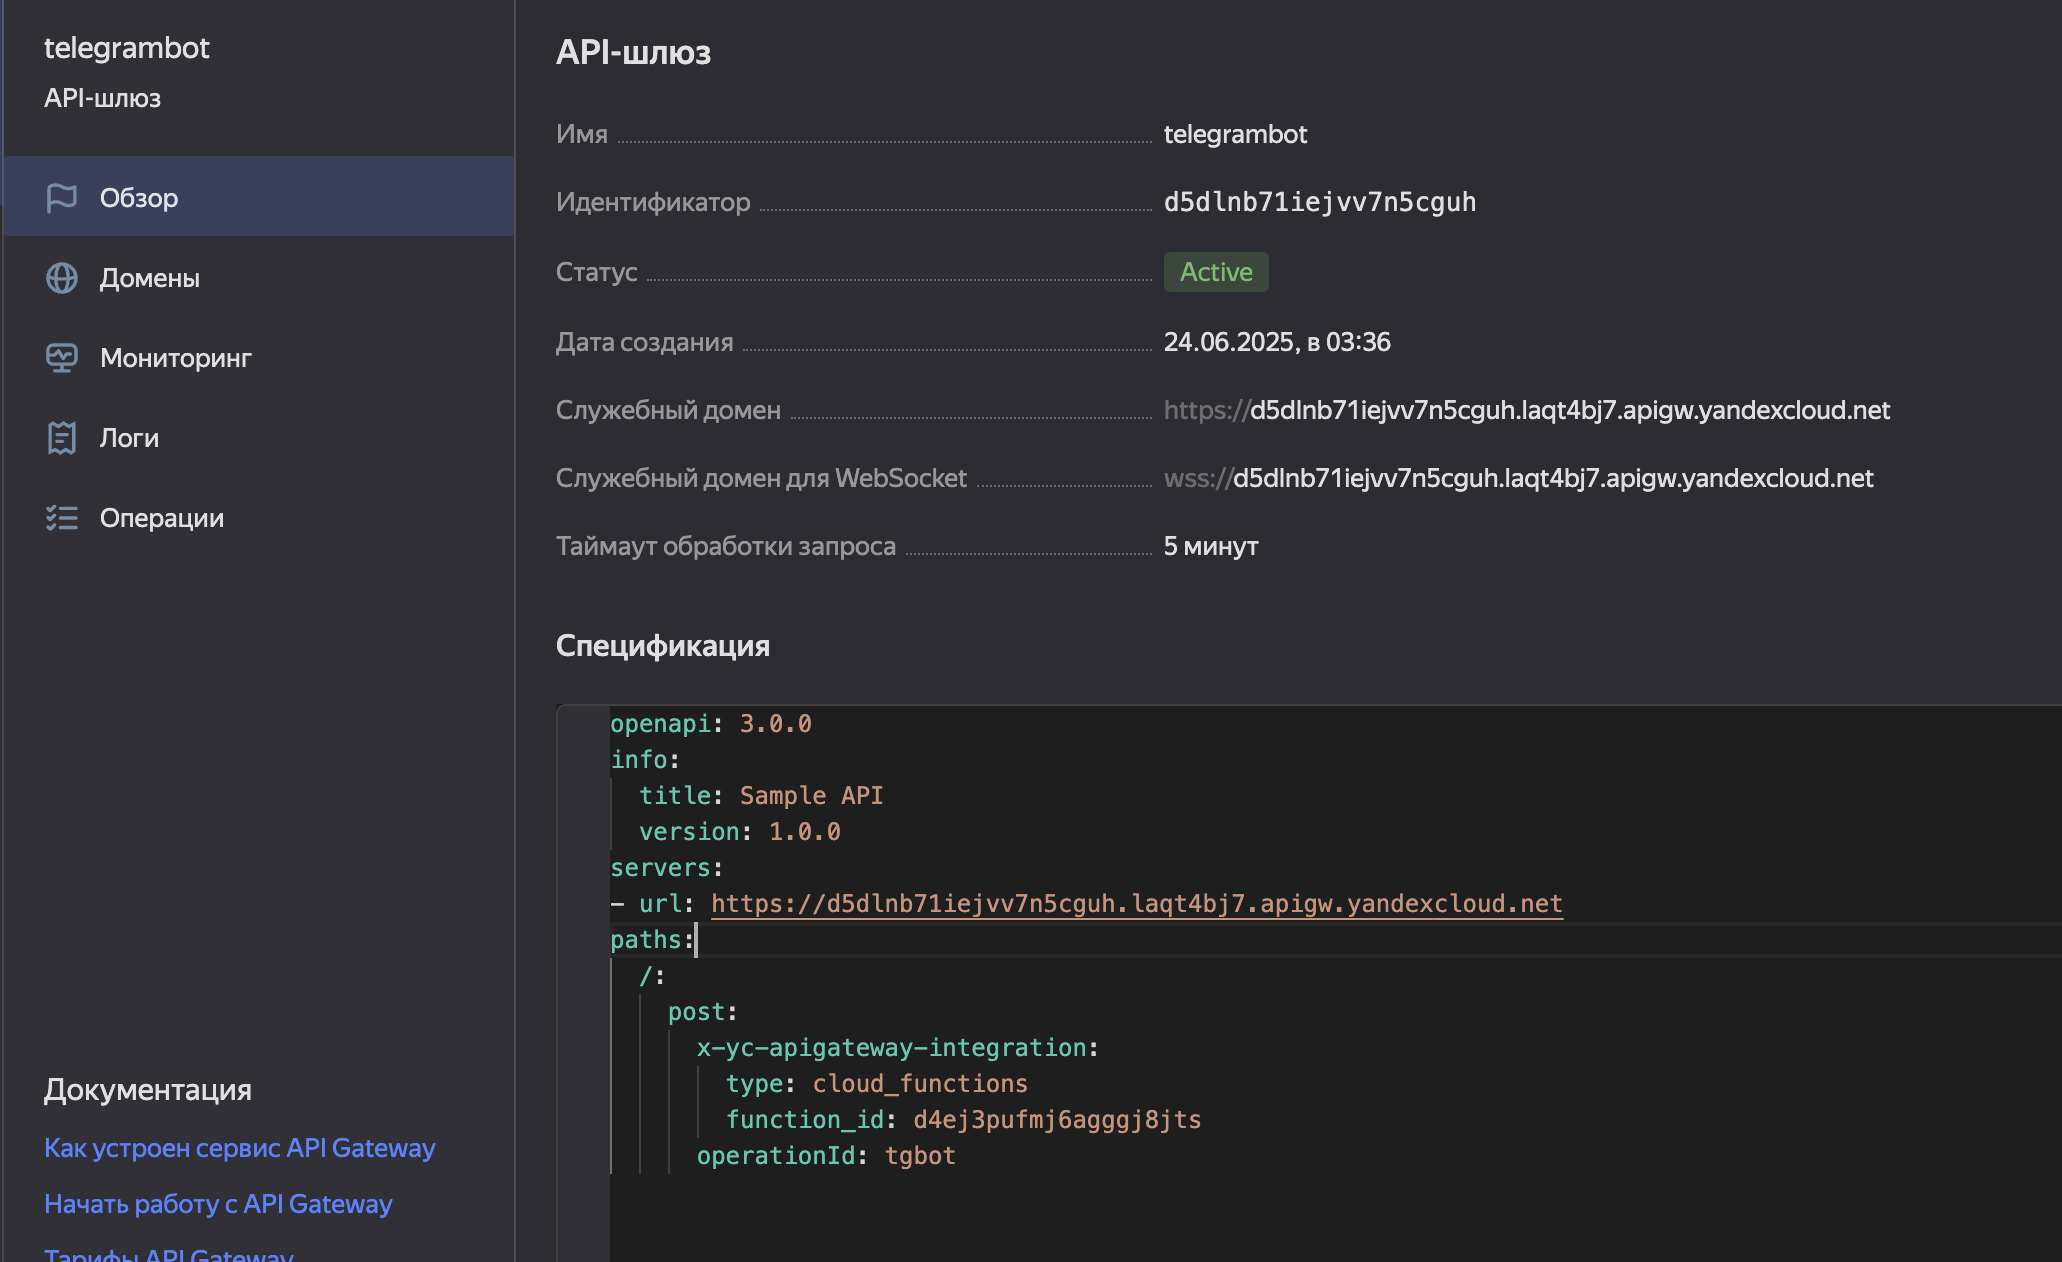 telegrambot
API-шлюз
Обзор
Домены
Мониторинг
Логи
Операции
Документация
Как устроен сервис API Gateway
Начать работу с API Gateway
Тарифы API Gateway
API-шлюз
Имя telegrambot
Идентификатор d5dlnb71iejvv7n5cguh
Статус Active
Дата создания 24.06.2025, в 03:36
Служебный домен https://d5dlnb71iejvv7n5cguh.laqt4bj7.apigw.yandexcloud.net
Служебный домен для WebSocket wss://d5dlnb71iejvv7n5cguh.laqt4bj7.apigw.yandexcloud.net
Таймаут обработки запроса 5 минут
Спецификация
openapi: 3.0.0
info:
  title: Sample API
  version: 1.0.0
servers:
- url: https://d5dlnb71iejvv7n5cguh.laqt4bj7.apigw.yandexcloud.net
paths:
  /:
    post:
      x-yc-apigateway-integration:
        type: cloud_functions
        function_id: d4ej3pufmj6agggj8jts
      operationId: tgbot